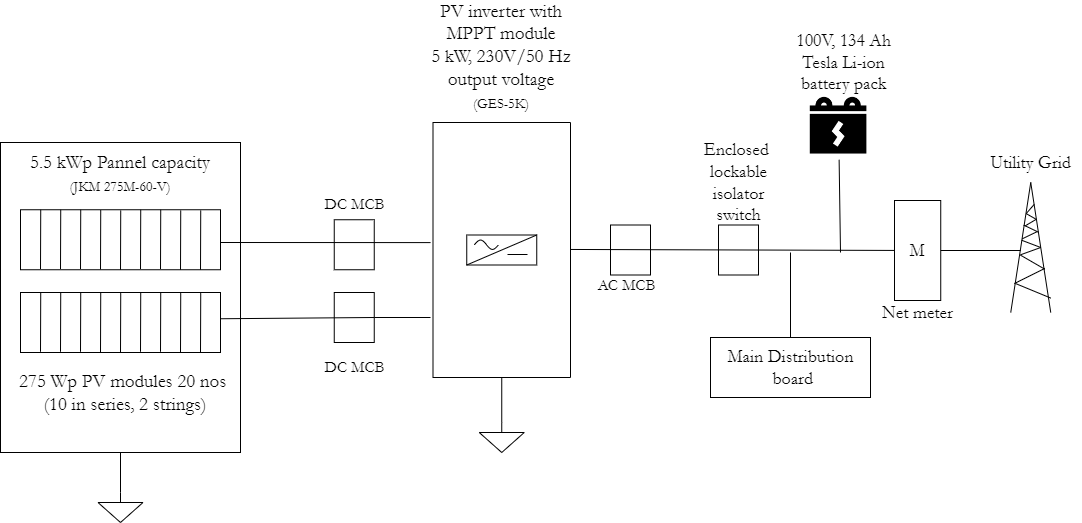 PV inverter with
MPPT module
5 kW, 230V/50 Hz
output voltage
(GES-5K)
100V, 134 Ah
Tesla Li-ion
battery pack
Enclosed
lockable
isolator
switch
Utility Grid
5.5 kWp Pannel capacity
(JKM 275M-60-V)
DC MCB
AC MCB
M
Net meter
DC MCB
Main Distribution
board
275 Wp PV modules 20 nos
(10 in series, 2 strings)